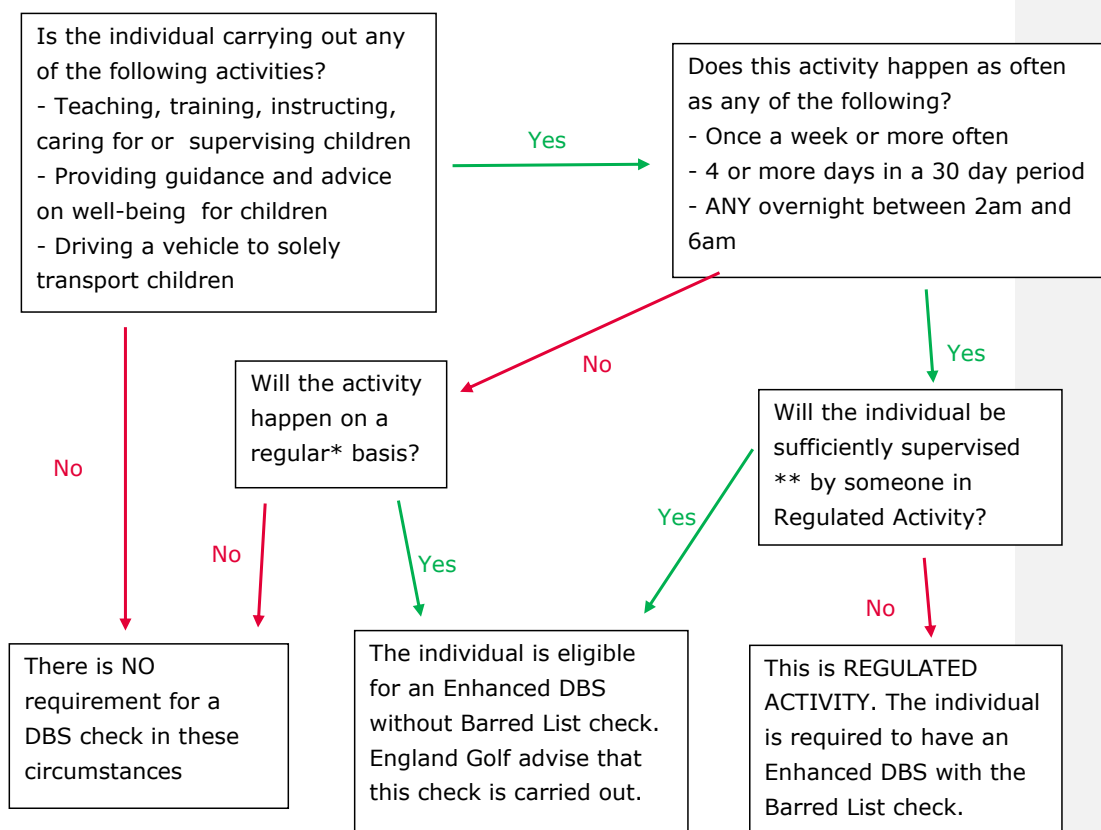 Is the individual carrying out any
of the following activities?
- Teaching, training, instructing,
caring for or supervising children
- Providing guidance and advice
on well-being for children
- Driving a vehicle to solely
transport children
Yes
Does this activity happen as often
as any of the following?
- Once a week or more often
- 4 or more days in a 30 day period
- ANY overnight between 2am and
6am
No
Will the activity
happen on a
regular* basis?
No
Yes
Will the individual be
sufficiently supervised
** by someone in
Regulated Activity?
No
Yes
Yes
No
There is NO
requirement for a
DBS check in these
circumstances
The individual is eligible
for an Enhanced DBS
without Barred List check.
England Golf advise that
this check is carried out.
This is REGULATED
ACTIVITY. The individual
is required to have an
Enhanced DBS with the
Barred List check.